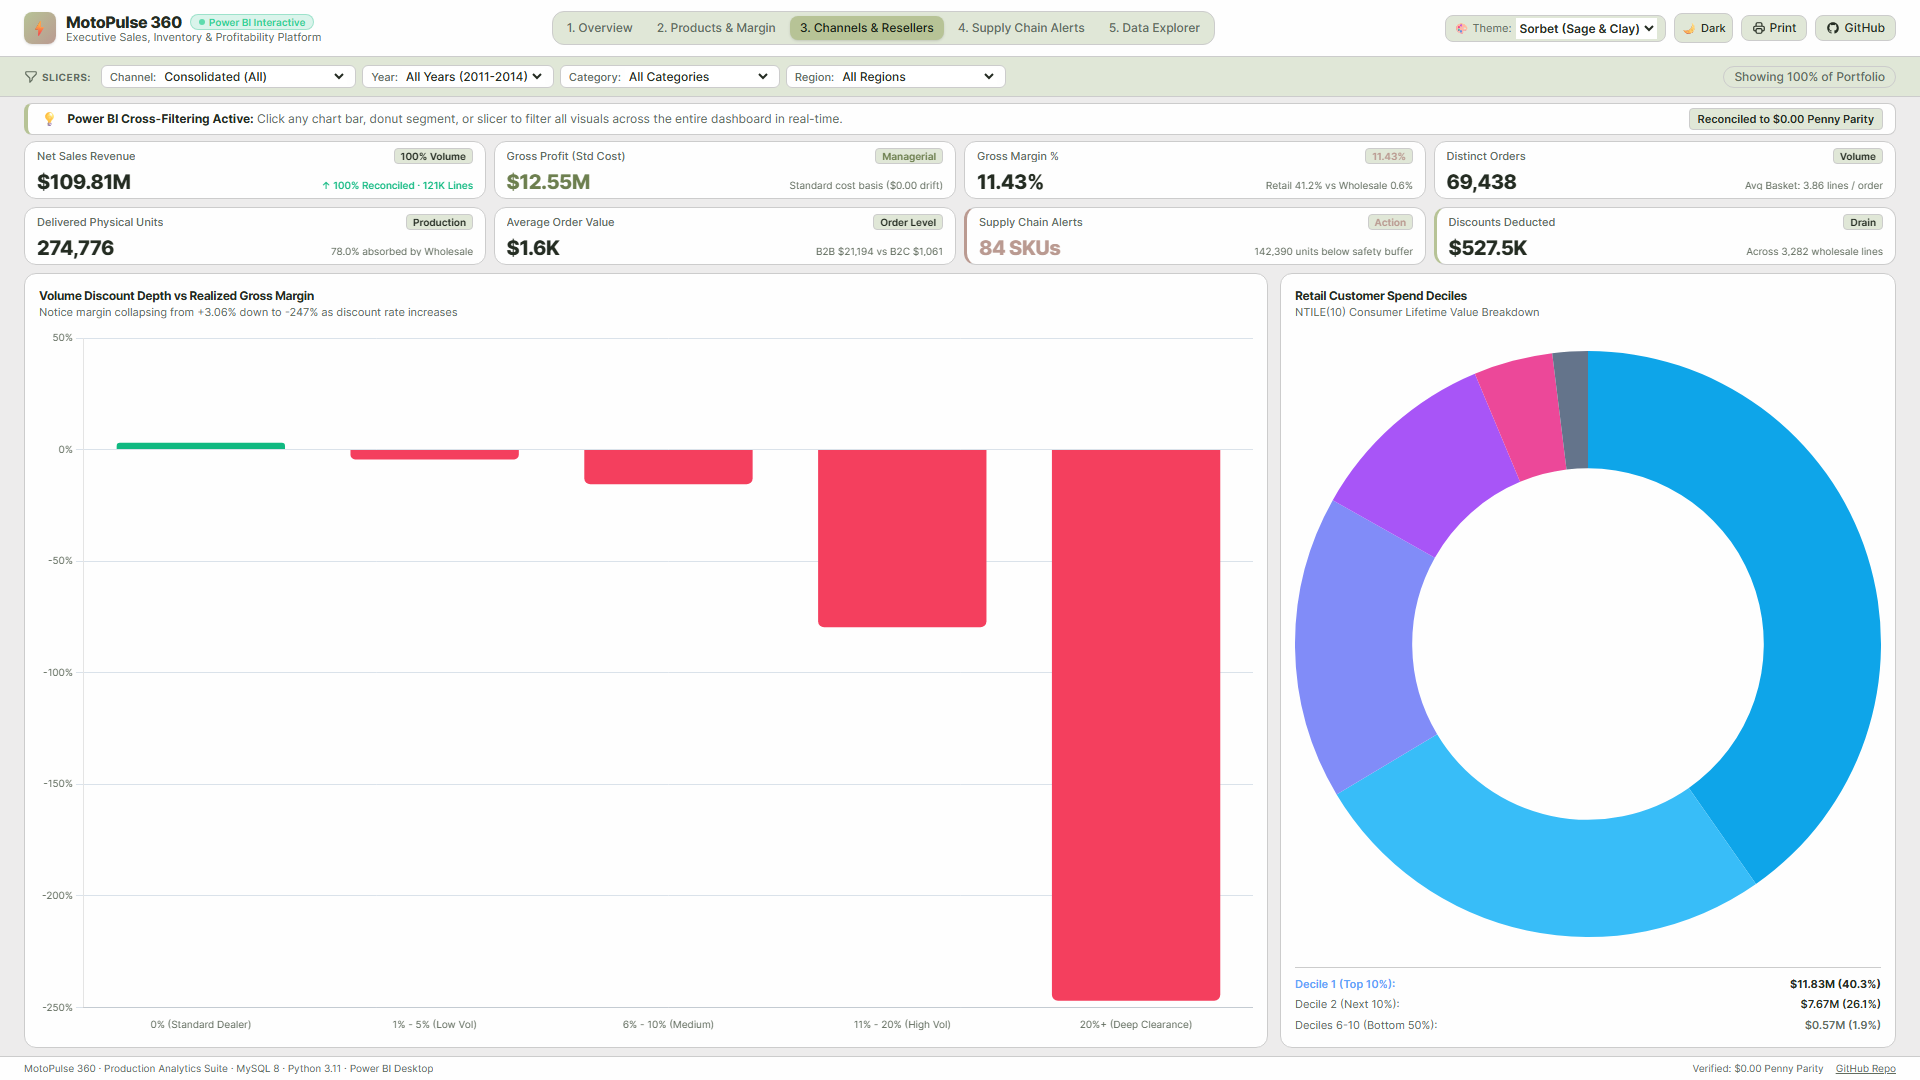 MotoPulse 360
Power BI Interactive
Executive Sales, Inventory & Profitability Platform
1. Overview
2. Products & Margin
3. Channels & Resellers
4. Supply Chain Alerts
5. Data Explorer
Theme: Sorbet (Sage & Clay)
Dark
Print
GitHub
SLICERS:
Channel: Consolidated (All)
Year: All Years (2011-2014)
Category: All Categories
Region: All Regions
Showing 100% of Portfolio
Power BI Cross-Filtering Active: Click any chart bar, donut segment, or slicer to filter all visuals across the entire dashboard in real-time.
Reconciled to $0.00 Penny Parity
Net Sales Revenue
100% Volume
$109.81M
↑ 100% Reconciled · 121K Lines
Gross Profit (Std Cost)
Managerial
$12.55M
Standard cost basis ($0.00 drift)
Gross Margin %
11.43%
11.43%
Retail 41.2% vs Wholesale 0.6%
Distinct Orders
Volume
69,438
Avg Basket: 3.86 lines / order
Delivered Physical Units
Production
274,776
78.0% absorbed by Wholesale
Average Order Value
Order Level
$1.6K
B2B $21,194 vs B2C $1,061
Supply Chain Alerts
Action
84 SKUs
142,390 units below safety buffer
Discounts Deducted
Drain
$527.5K
Across 3,282 wholesale lines
Volume Discount Depth vs Realized Gross Margin
Notice margin collapsing from +3.06% down to -247% as discount rate increases
50%
0%
-50%
-100%
-150%
-200%
-250%
0% (Standard Dealer)
1% - 5% (Low Vol)
6% - 10% (Medium)
11% - 20% (High Vol)
20%+ (Deep Clearance)
Retail Customer Spend Deciles
NTILE(10) Consumer Lifetime Value Breakdown
Decile 1 (Top 10%): $11.83M (40.3%)
Decile 2 (Next 10%): $7.67M (26.1%)
Deciles 6-10 (Bottom 50%): $0.57M (1.9%)
MotoPulse 360 · Production Analytics Suite · MySQL 8 · Python 3.11 · Power BI Desktop
Verified: $0.00 Penny Parity
GitHub Repo